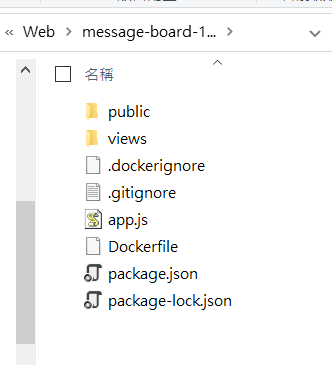 « Web › message-board-1... ›
名稱
public
views
.dockerignore
.gitignore
app.js
Dockerfile
package.json
package-lock.json